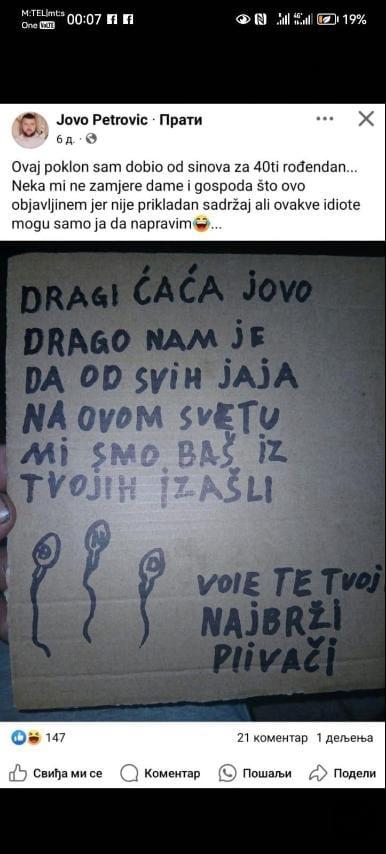 M:TEL|mt:s
One VoLTE
00:07
19%
Jovo Petrovic · Прати
6 д. ·
Ovaj poklon sam dobio od sinova za 40ti rođendan...
Neka mi ne zamjere dame i gospoda što ovo
objavljinem jer nije prikladan sadržaj ali ovakve idiote
mogu samo ja da napravim😂...
DRAGI ĆAĆA JOVO
DRAGO NAM JE
DA OD SVIH JAJA
NA OVOM SVETU
MI SMO BAŠ IZ
TVOJIH IZAŠLI
VOlE TE TVOJ
NAJBRŽI
PlIVAČI
147
21 коментар 1 дељења
Свиђа ми се
Коментар
Пошаљи
Подели